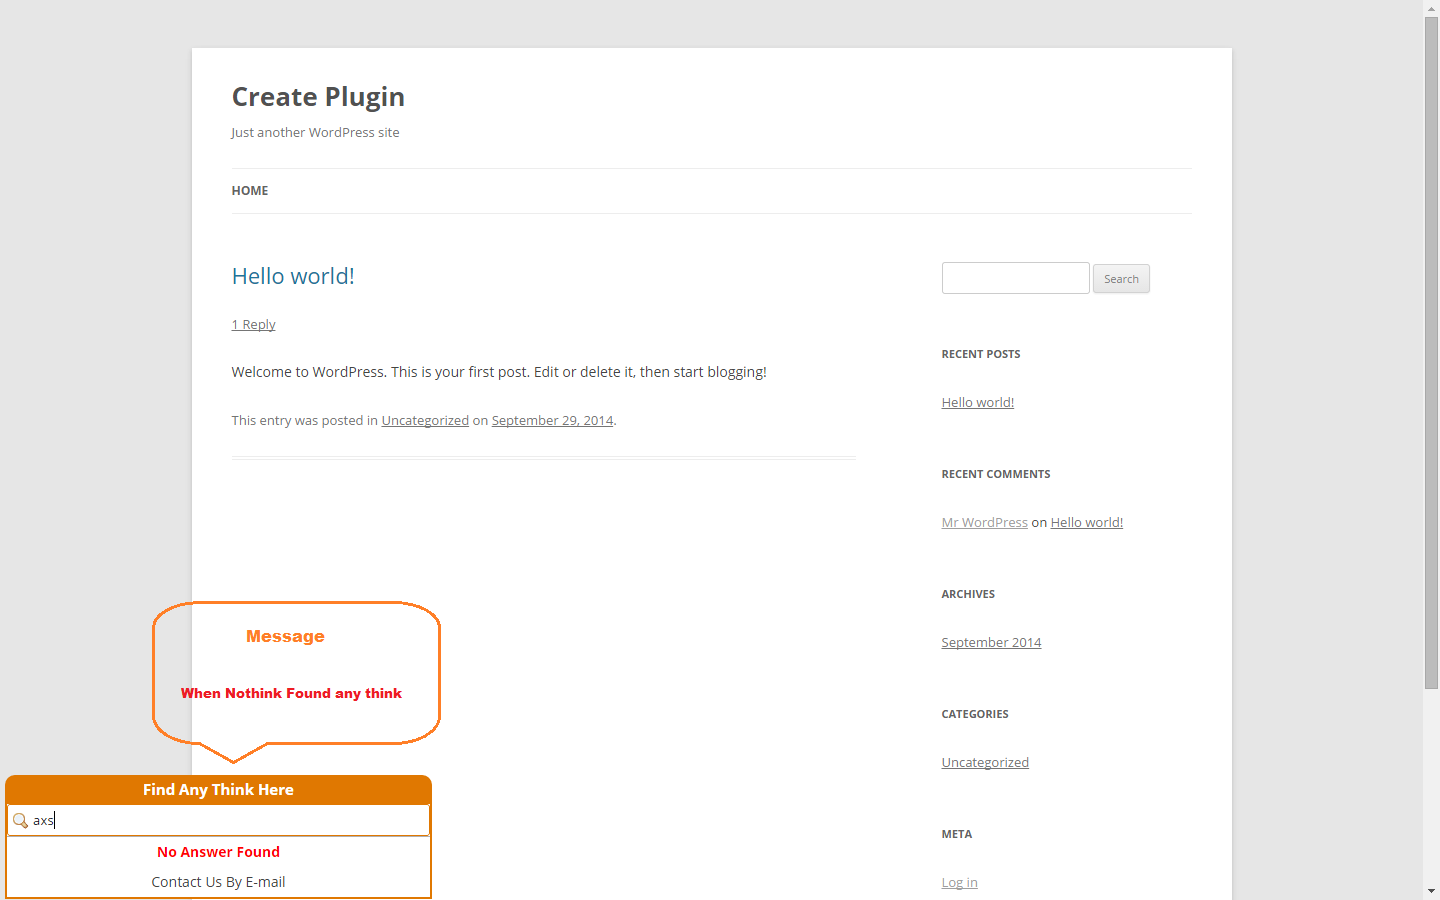 Create Plugin
Just another WordPress site
HOME
Hello world!
1 Reply
Welcome to WordPress. This is your first post. Edit or delete it, then start blogging!
This entry was posted in Uncategorized on September 29, 2014.
Search
RECENT POSTS
Hello world!
RECENT COMMENTS
Mr WordPress on Hello world!
ARCHIVES
September 2014
CATEGORIES
Uncategorized
META
Log in
Message
When Nothink Found any think
Find Any Think Here
axs
No Answer Found
Contact Us By E-mail